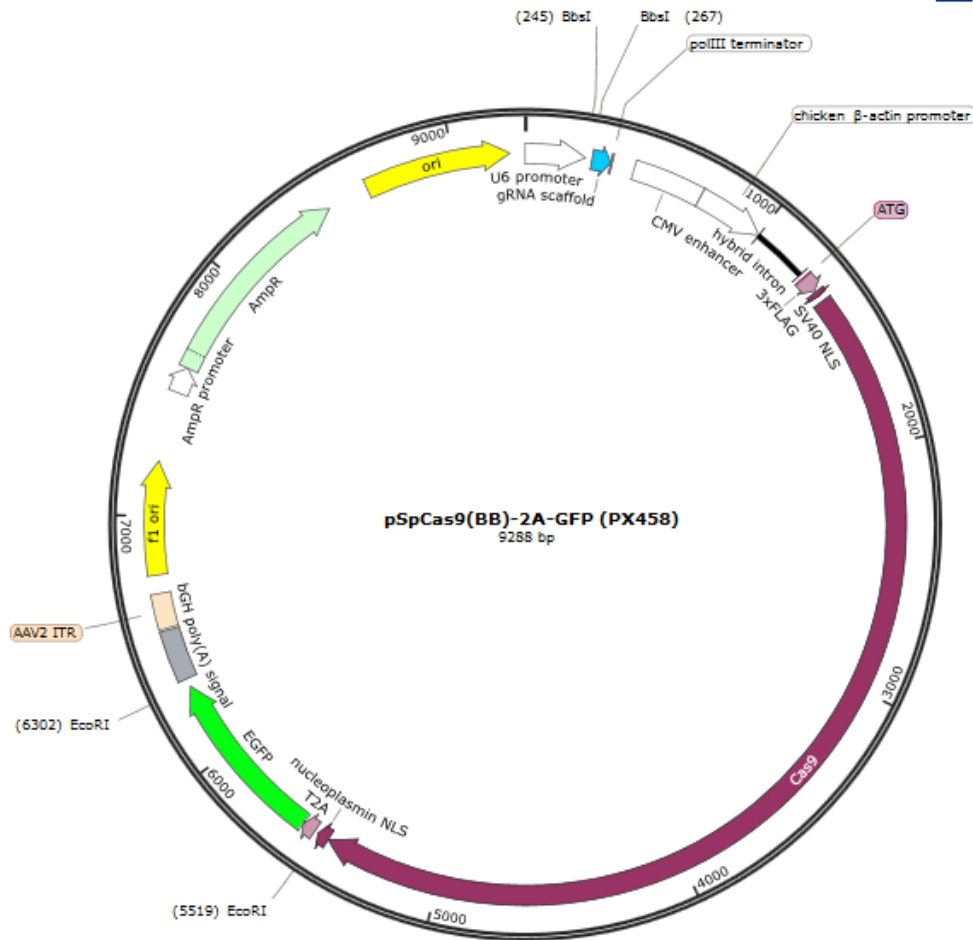 (245) BbsI
BbsI (267)
polIII terminator
chicken β-actin promoter
9000
ori
U6 promoter
gRNA scaffold
1000
ATG
CMV enhancer
hybrid intron
3xFLAG
SV40 NLS
8000
AmpR
AmpR promoter
2000
pSpCas9(BB)-2A-GFP (PX458)
9288 bp
7000
f1 ori
AAV2 ITR
bGH poly(A) signal
(6302) EcoRI
EGFP
6000
T2A
nucleoplasmin NLS
3000
Cas9
4000
5000
(5519) EcoRI